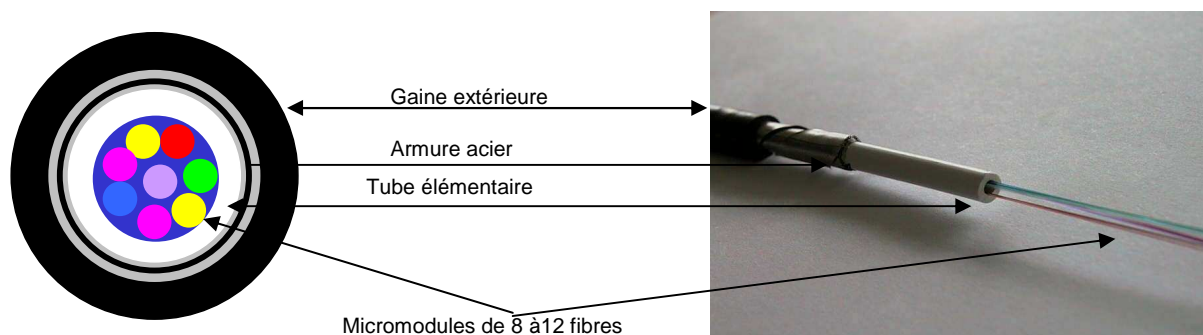 Gaine extérieure
Armure acier
Tube élémentaire
Micromodules de 8 à12 fibres